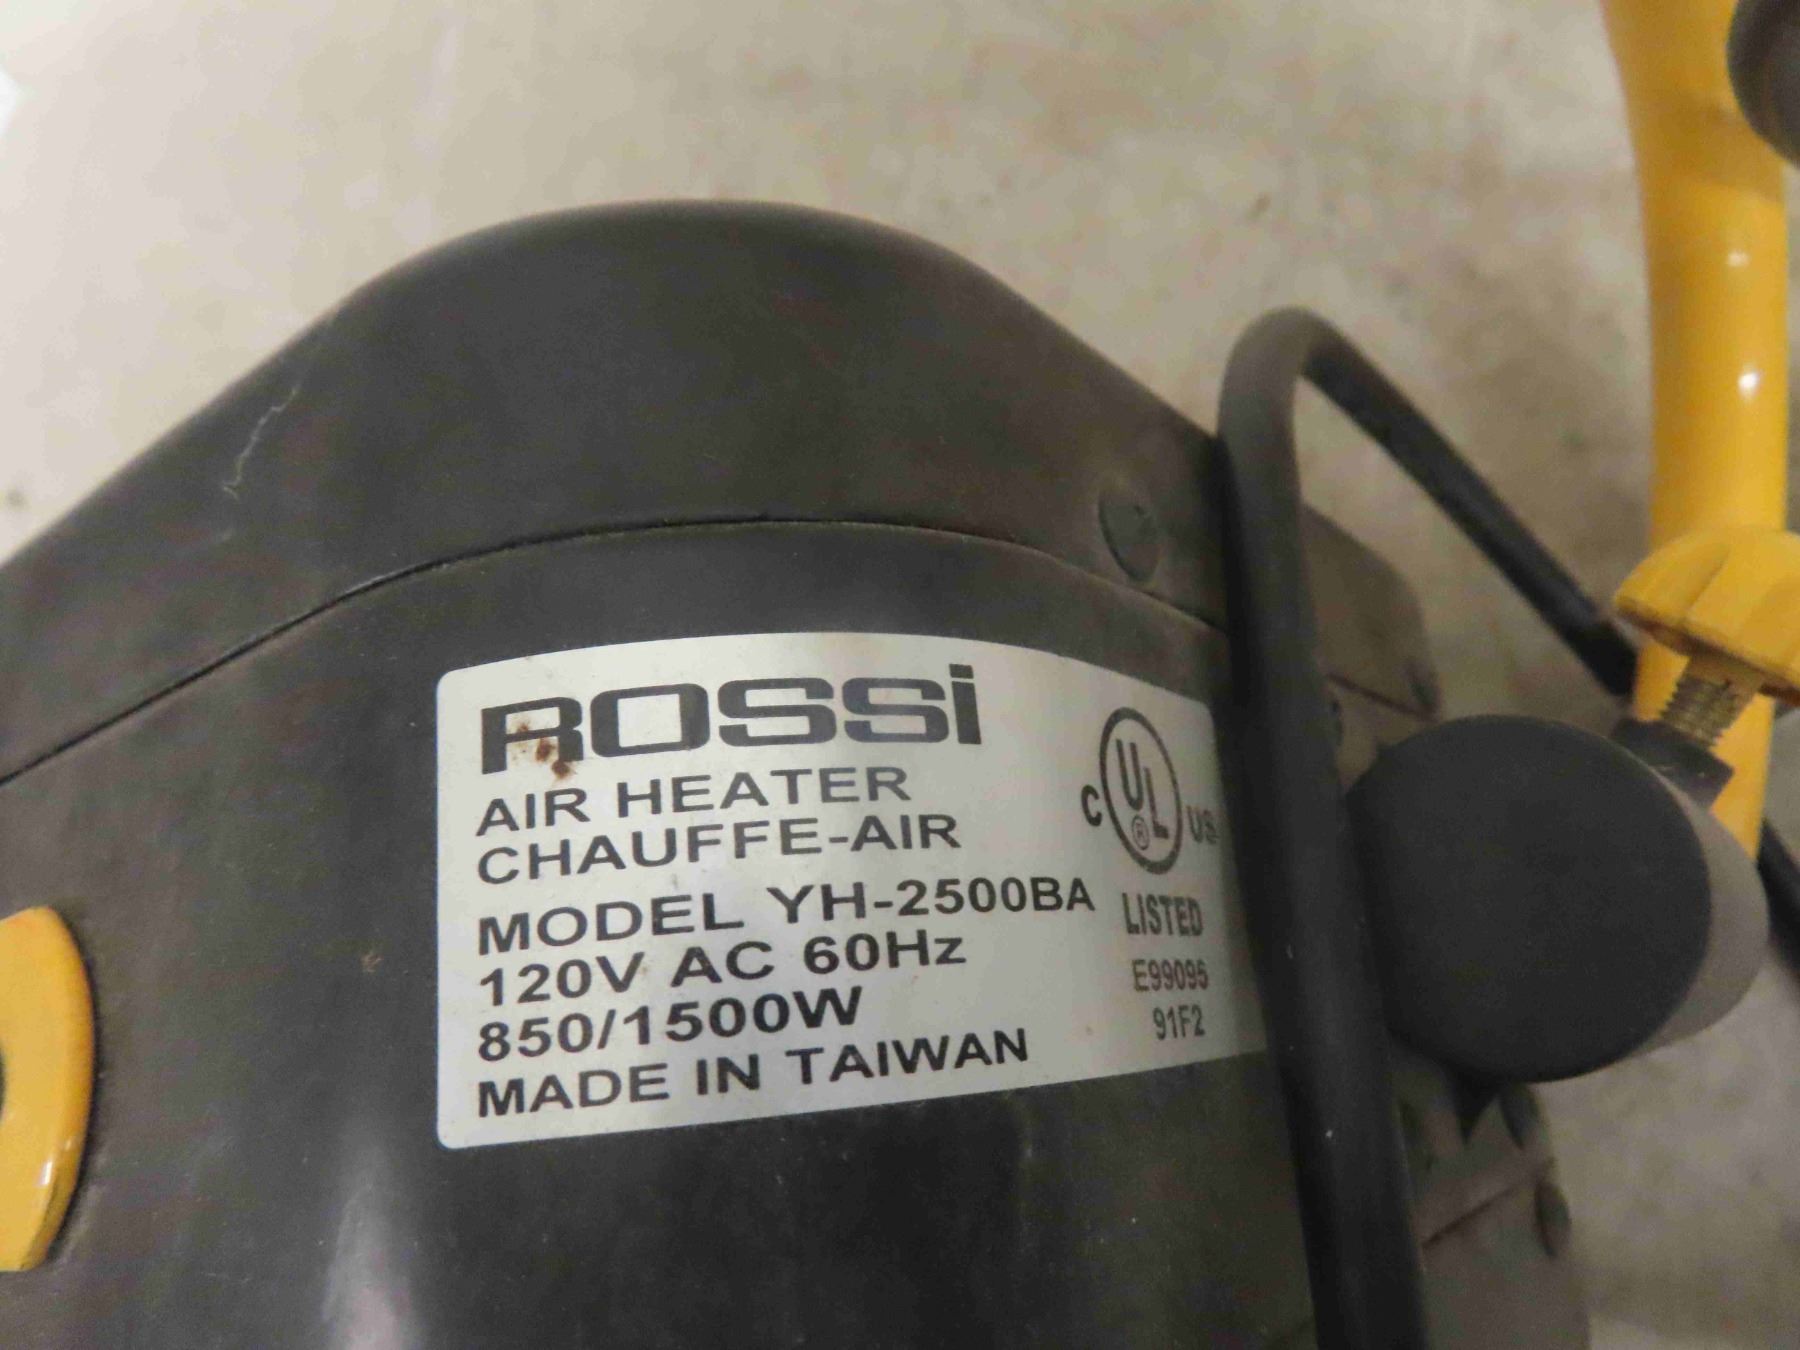 ROSSi
AIR HEATER
CHAUFFE-AIR
MODEL YH-2500BA
120V AC 60Hz
850/1500W
MADE IN TAIWAN
C UL ® US
LISTED
E99095
91F2